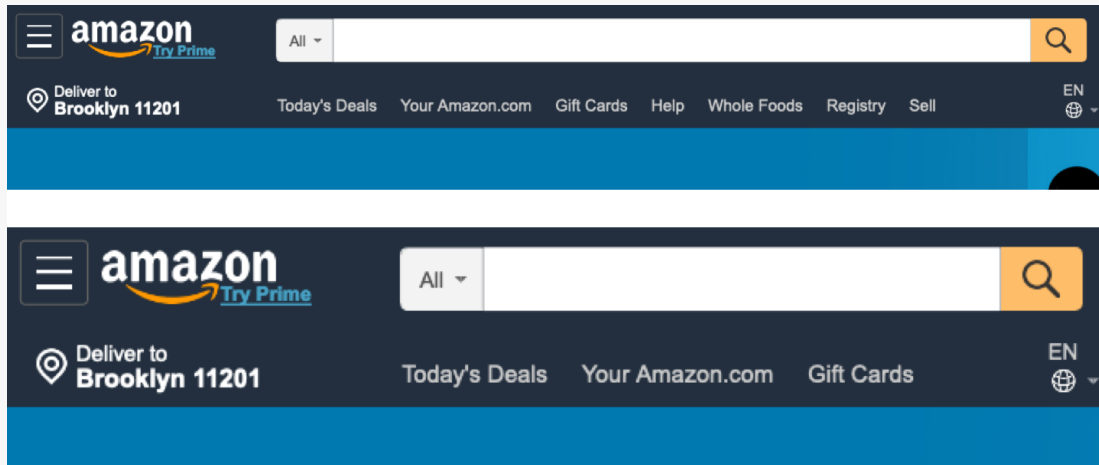 amazon
Try Prime
All
Deliver to
Brooklyn 11201
Today's Deals Your Amazon.com Gift Cards Help Whole Foods Registry Sell
EN
amazon
Try Prime
All
Deliver to
Brooklyn 11201
Today's Deals Your Amazon.com Gift Cards
EN